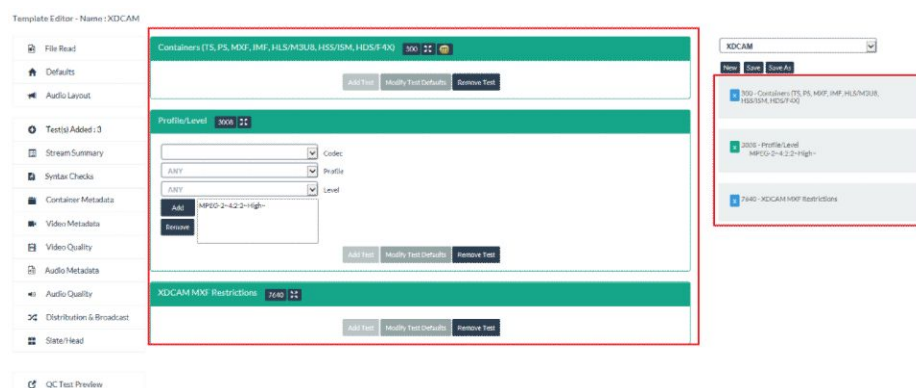 Template Editor - Name : XDCAM
File Read
Defaults
Audio Layout
Test(s) Added : 3
Stream Summary
Syntax Checks
Container Metadata
Video Metadata
Video Quality
Audio Metadata
Audio Quality
Distribution & Broadcast
Slate/Head
QC Test Preview
Containers (TS, PS, MXF, IMF, HLS/M3U8, HSS/ISM, HDS/F4X) 300
Add Test Modify Test Defaults Remove Test
Profile/Level 3008
Codec
ANY Profile
ANY Level
Add MPEG-2~4:2:2~High~
Remove
Add Test Modify Test Defaults Remove Test
XDCAM MXF Restrictions 7640
Add Test Modify Test Defaults Remove Test
XDCAM
New Save Save As
x 300 - Containers (TS, PS, MXF, IMF, HLS/M3U8,
HSS/ISM, HDS/F4X)
x 3008 - Profile/Level
MPEG-2~4:2:2~High~
x 7640 - XDCAM MXF Restrictions